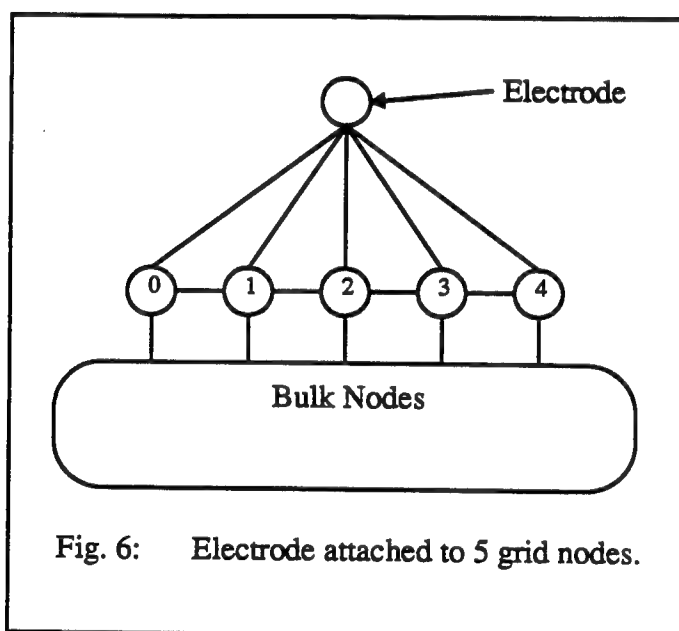 Electrode
0 1 2 3 4
Bulk Nodes
Fig. 6: Electrode attached to 5 grid nodes.